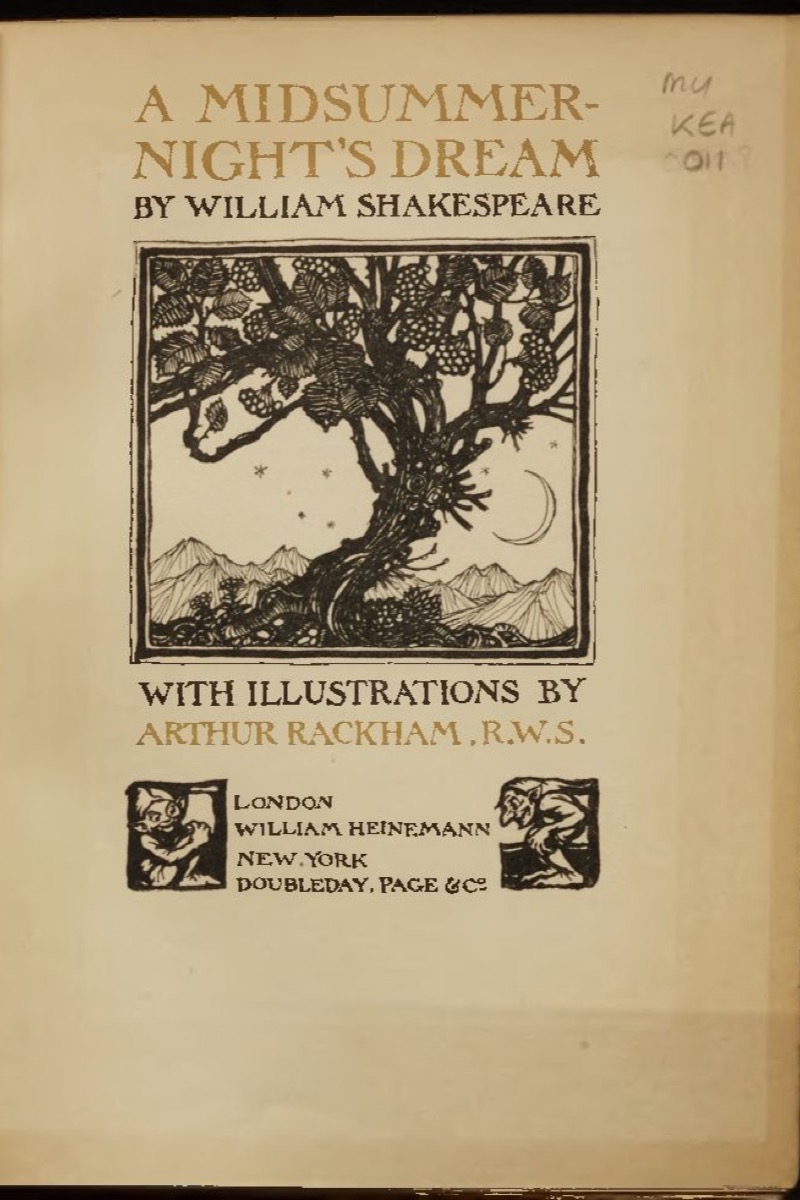 A MIDSUMMER-
NIGHT'S DREAM
BY WILLIAM SHAKESPEARE
WITH ILLUSTRATIONS BY
ARTHUR RACKHAM, R.W.S.
LONDON
WILLIAM HEINEMANN
NEW YORK
DOUBLEDAY, PAGE & Cº
KEA